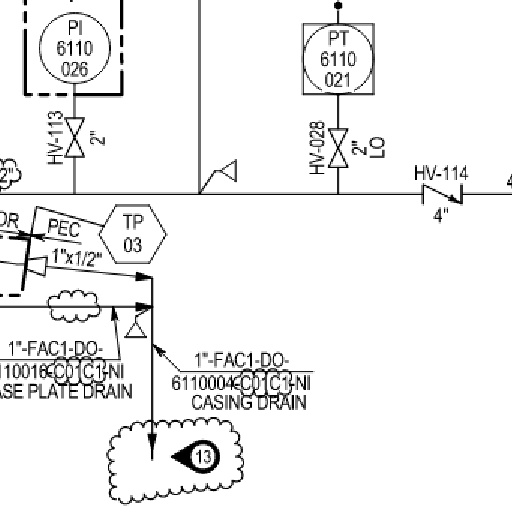 PI
6110
026
HV-113
2"
PT
6110
021
HV-028
2"
LO
2"
HV-114
4"
4
OR
PEC
TP
03
1"x1/2"
1"-FAC1-DO-
110016-C01C1-NI
ASE PLATE DRAIN
1"-FAC1-DO-
6110004-C01C1-NI
CASING DRAIN
13